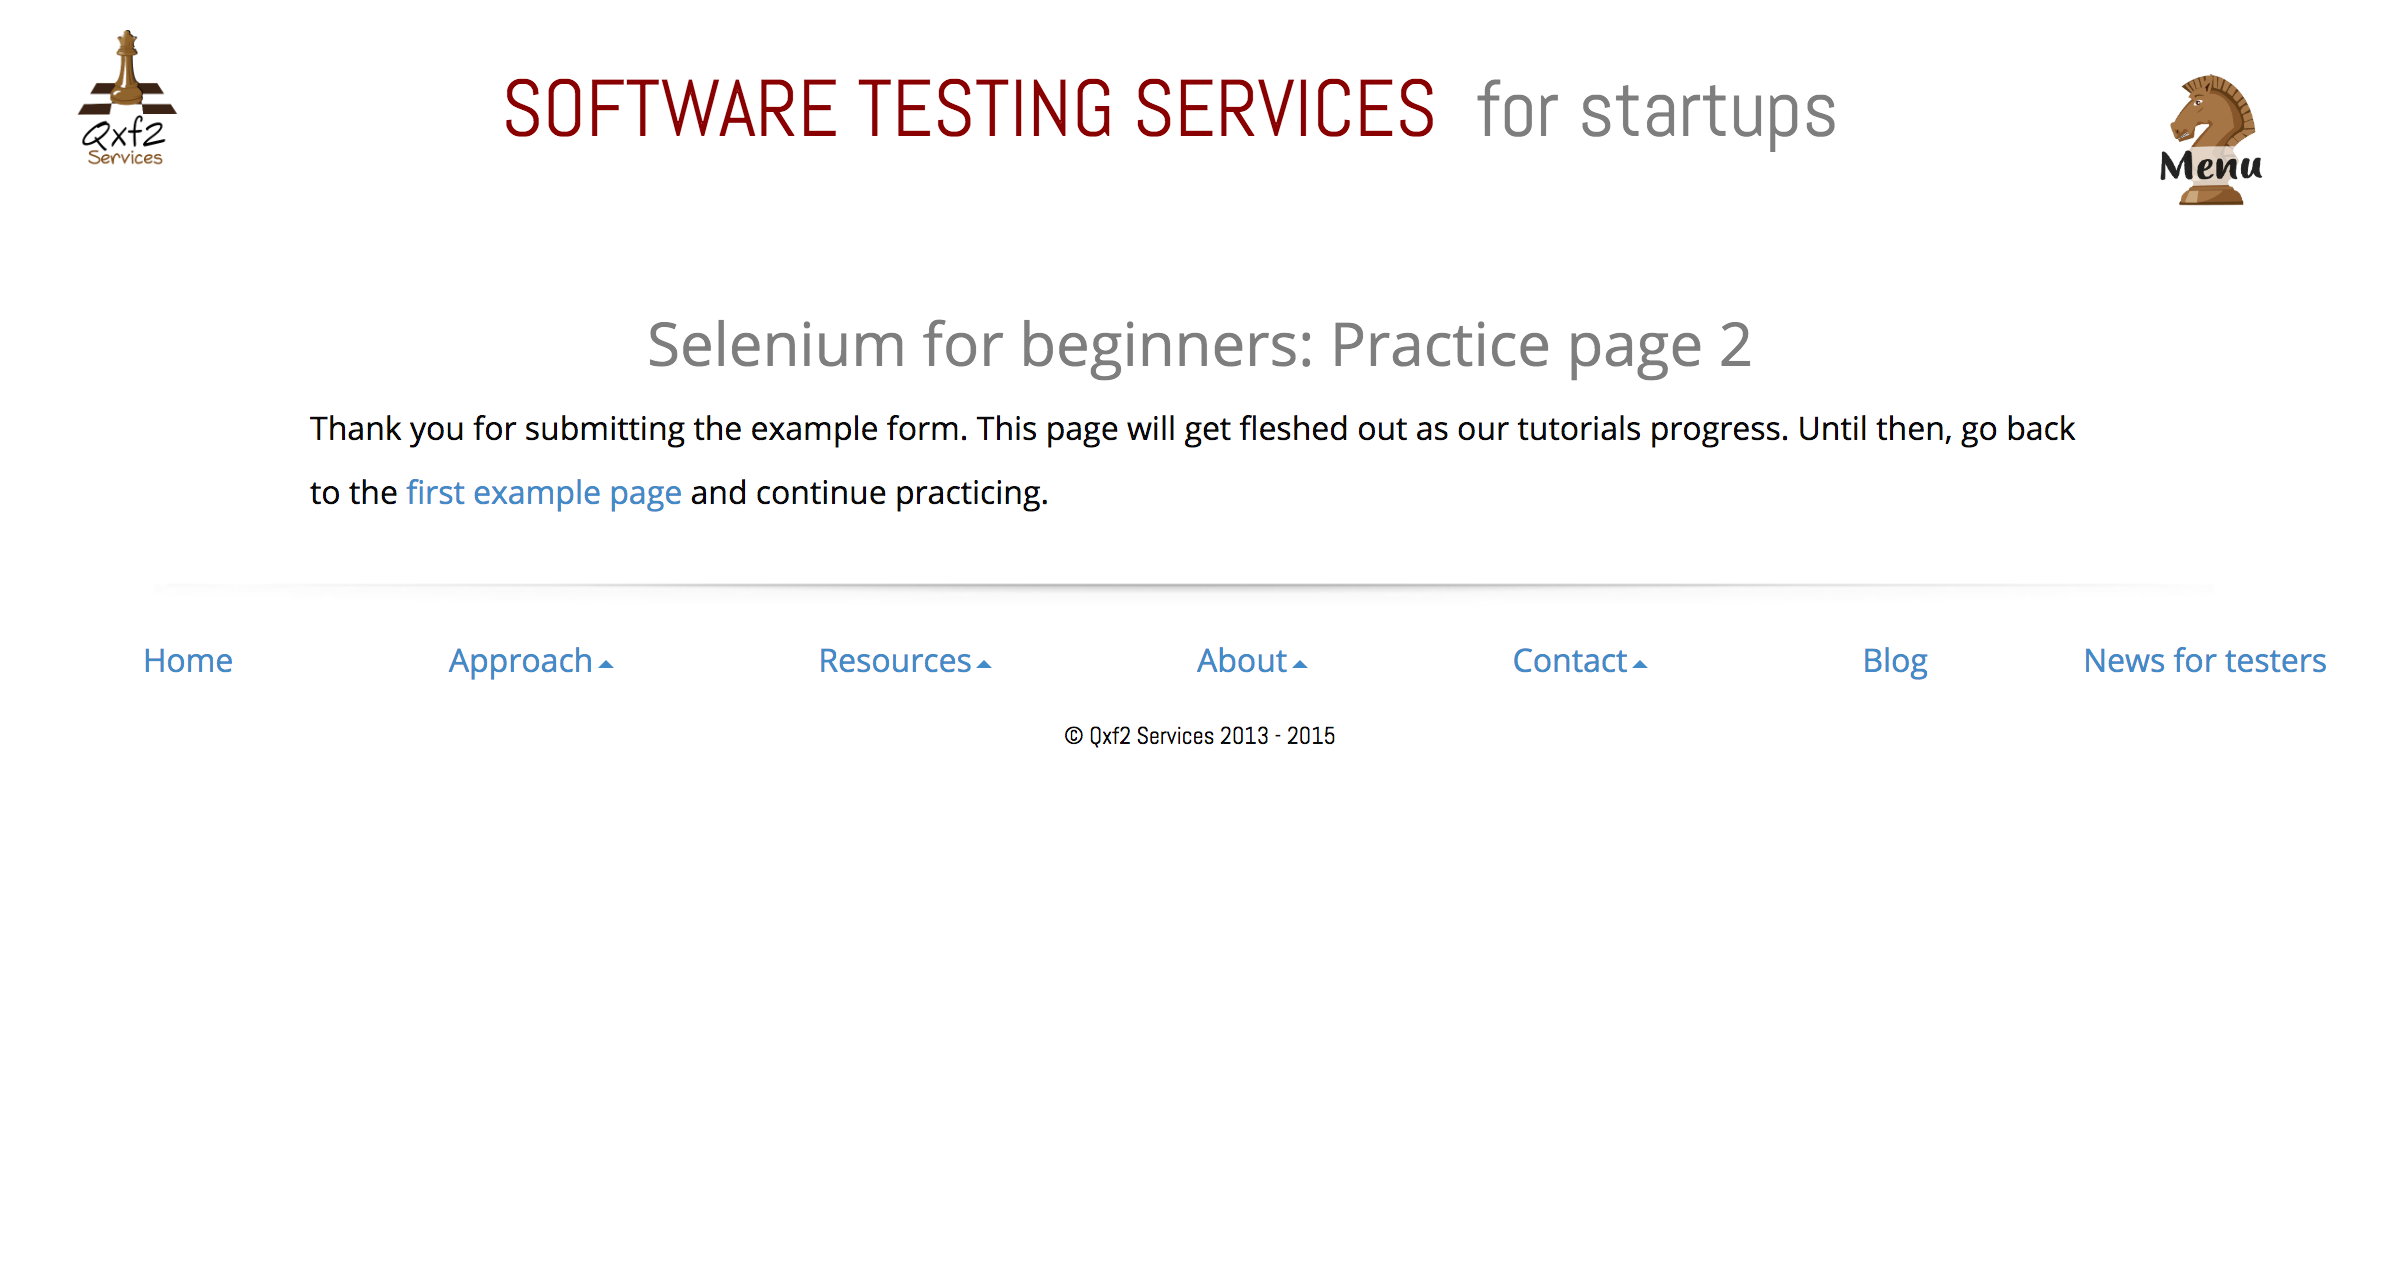 Qxf2
Services
SOFTWARE TESTING SERVICES for startups
Menu
Selenium for beginners: Practice page 2
Thank you for submitting the example form. This page will get fleshed out as our tutorials progress. Until then, go back
to the first example page and continue practicing.
Home Approach Resources About Contact Blog News for testers
© Qxf2 Services 2013 - 2015